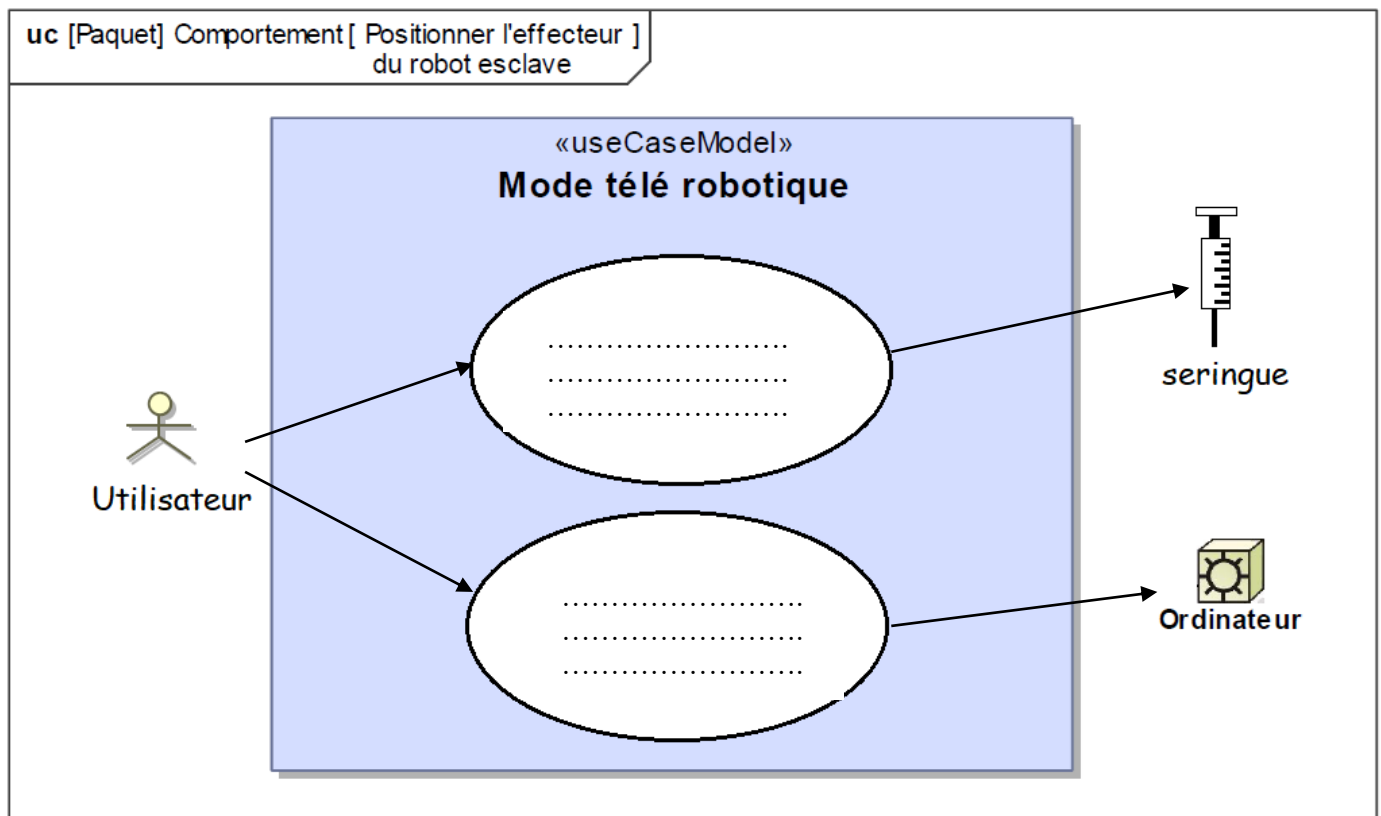 uc [Paquet] Comportement [ Positionner l'effecteur ]
du robot esclave
«useCaseModel»
Mode télé robotique
........................
........................
........................
seringue
Utilisateur
........................
........................
........................
Ordinateur